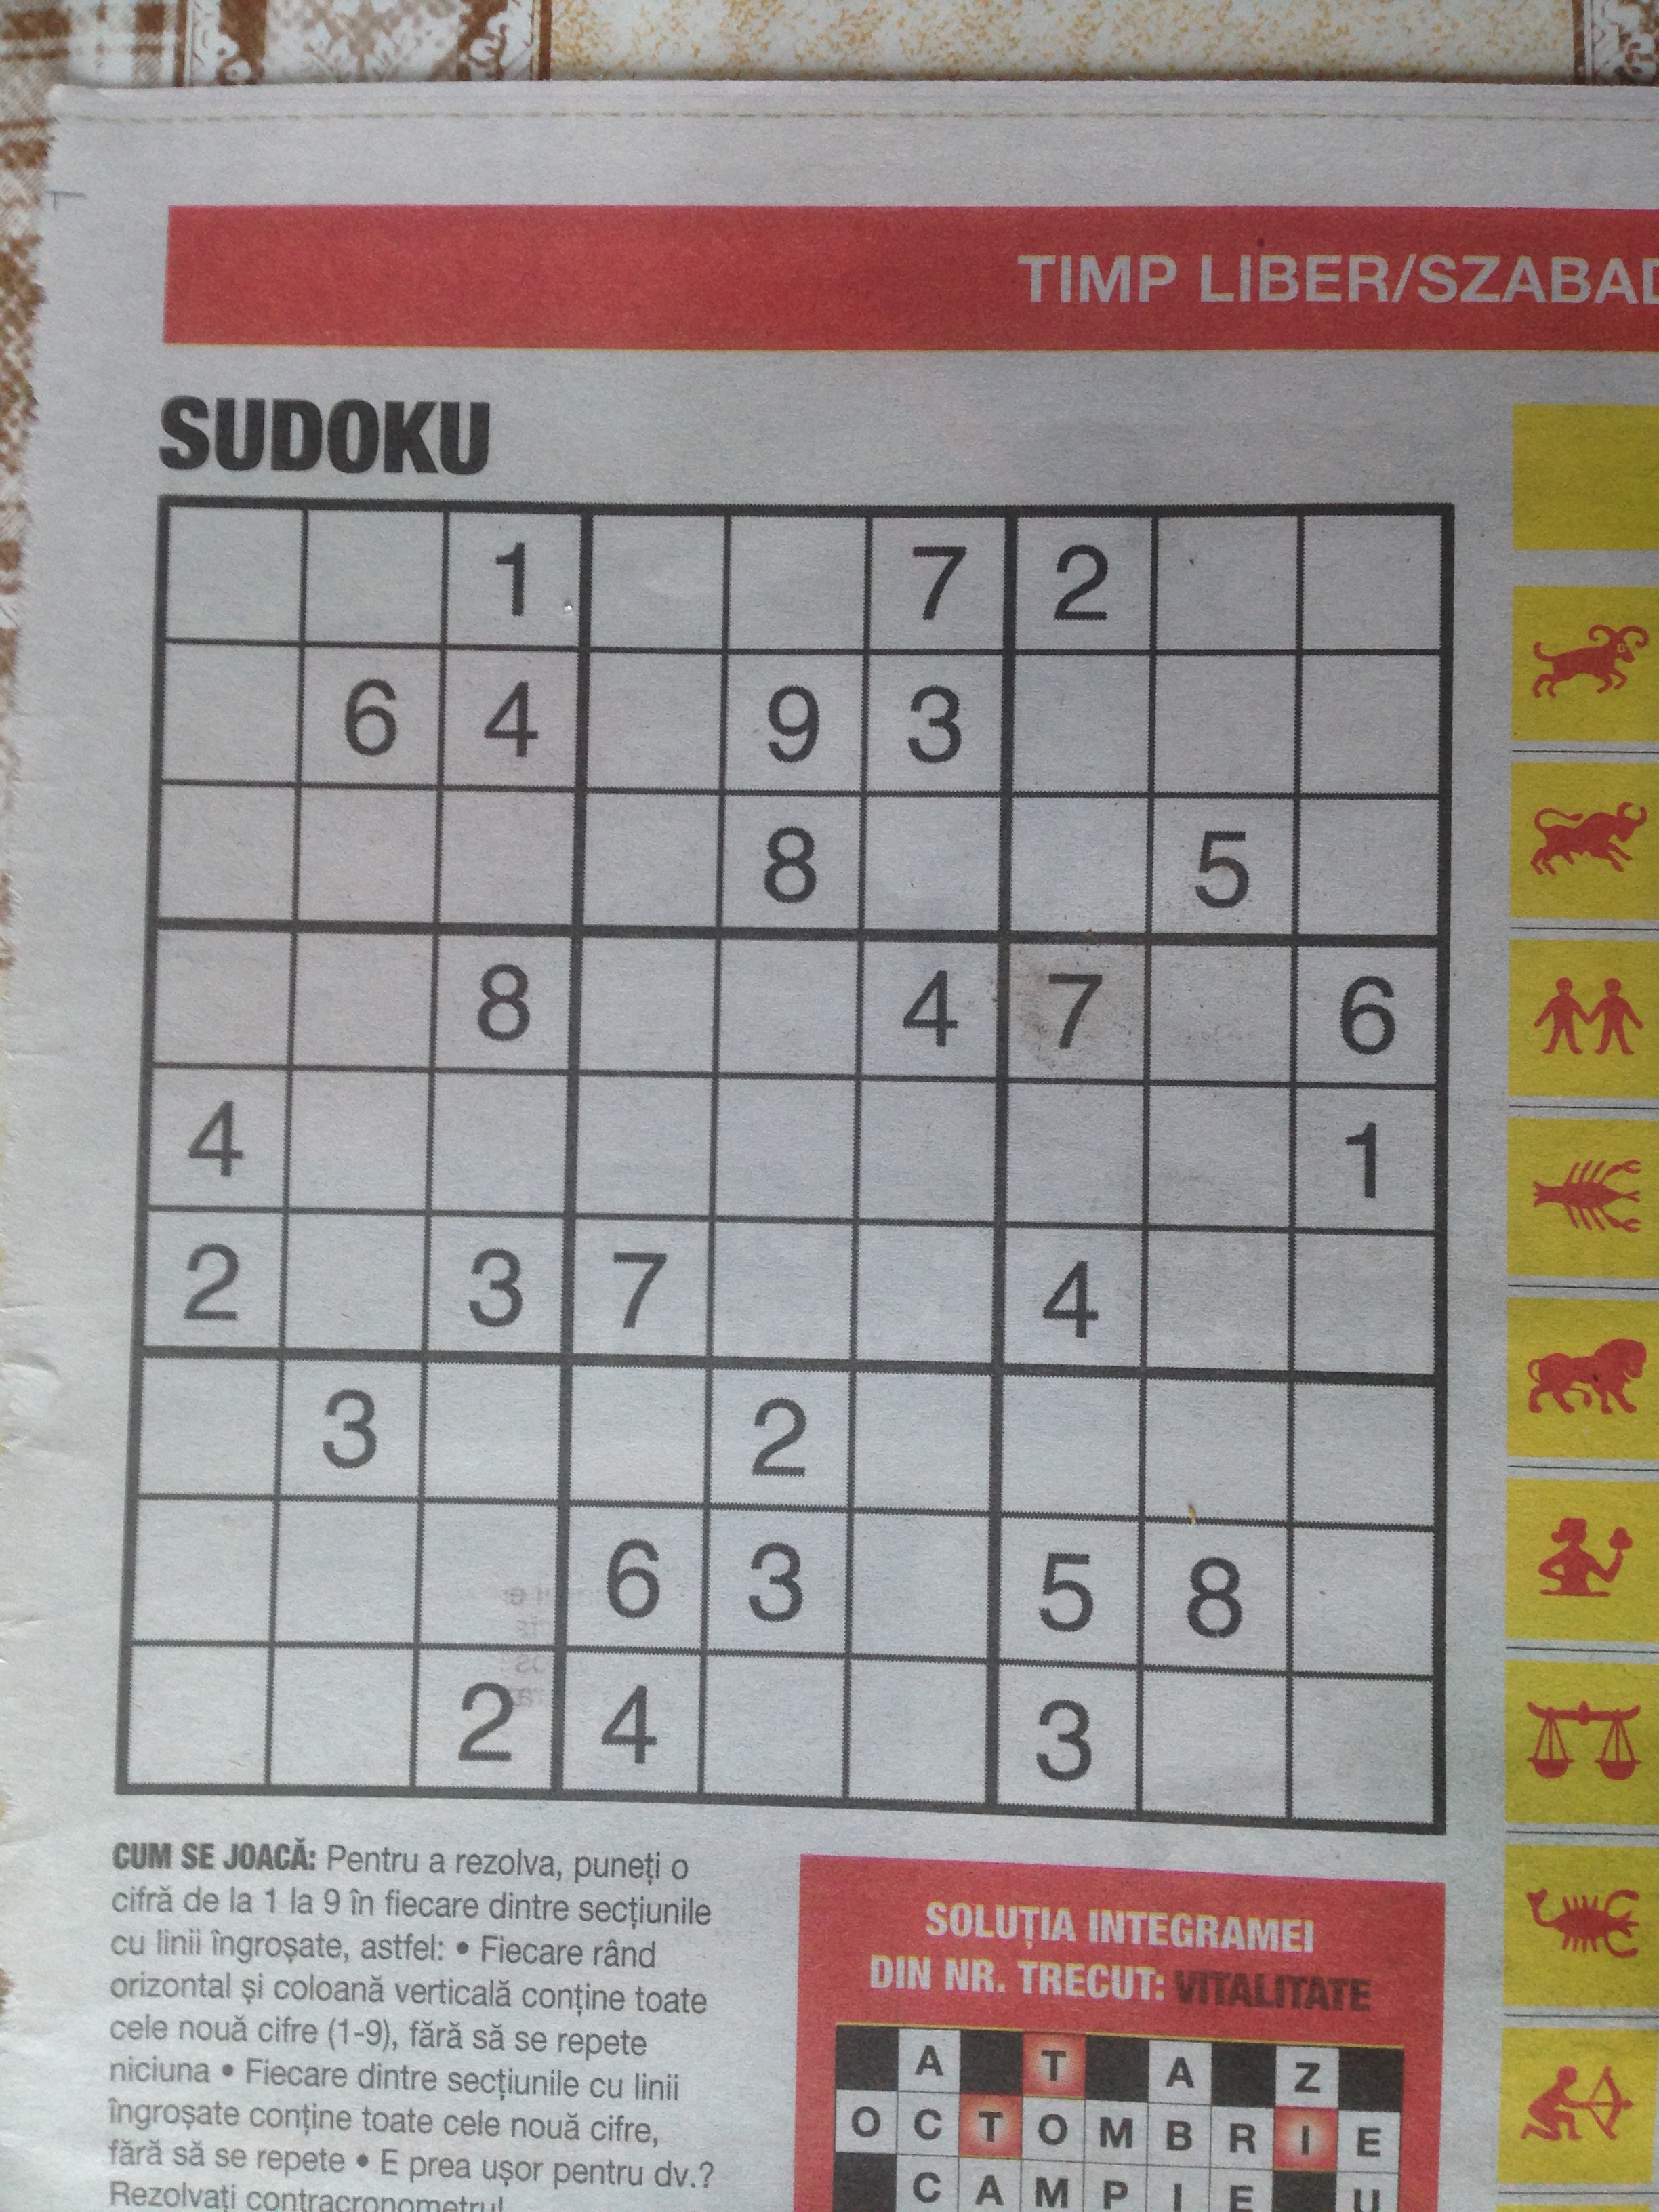 TIMP LIBER/SZABAD
SUDOKU
1 7 2
6 4 9 3
8 5
8 4 7 6
4 1
2 3 7 4
3 2
6 3 5 8
2 4 3
CUM SE JOACĂ: Pentru a rezolva, puneți o
cifră de la 1 la 9 în fiecare dintre secțiunile
cu linii îngroșate, astfel: • Fiecare rând
orizontal și coloană verticală conține toate
cele nouă cifre (1-9), fără să se repete
niciuna • Fiecare dintre secțiunile cu linii
îngroșate conține toate cele nouă cifre,
fără să se repete • E prea ușor pentru dv.?
Rezolvați contracronometru!
SOLUȚIA INTEGRAMEI
DIN NR. TRECUT: VITALITATE
A T A Z
O C T O M B R I E
C A M P I E U